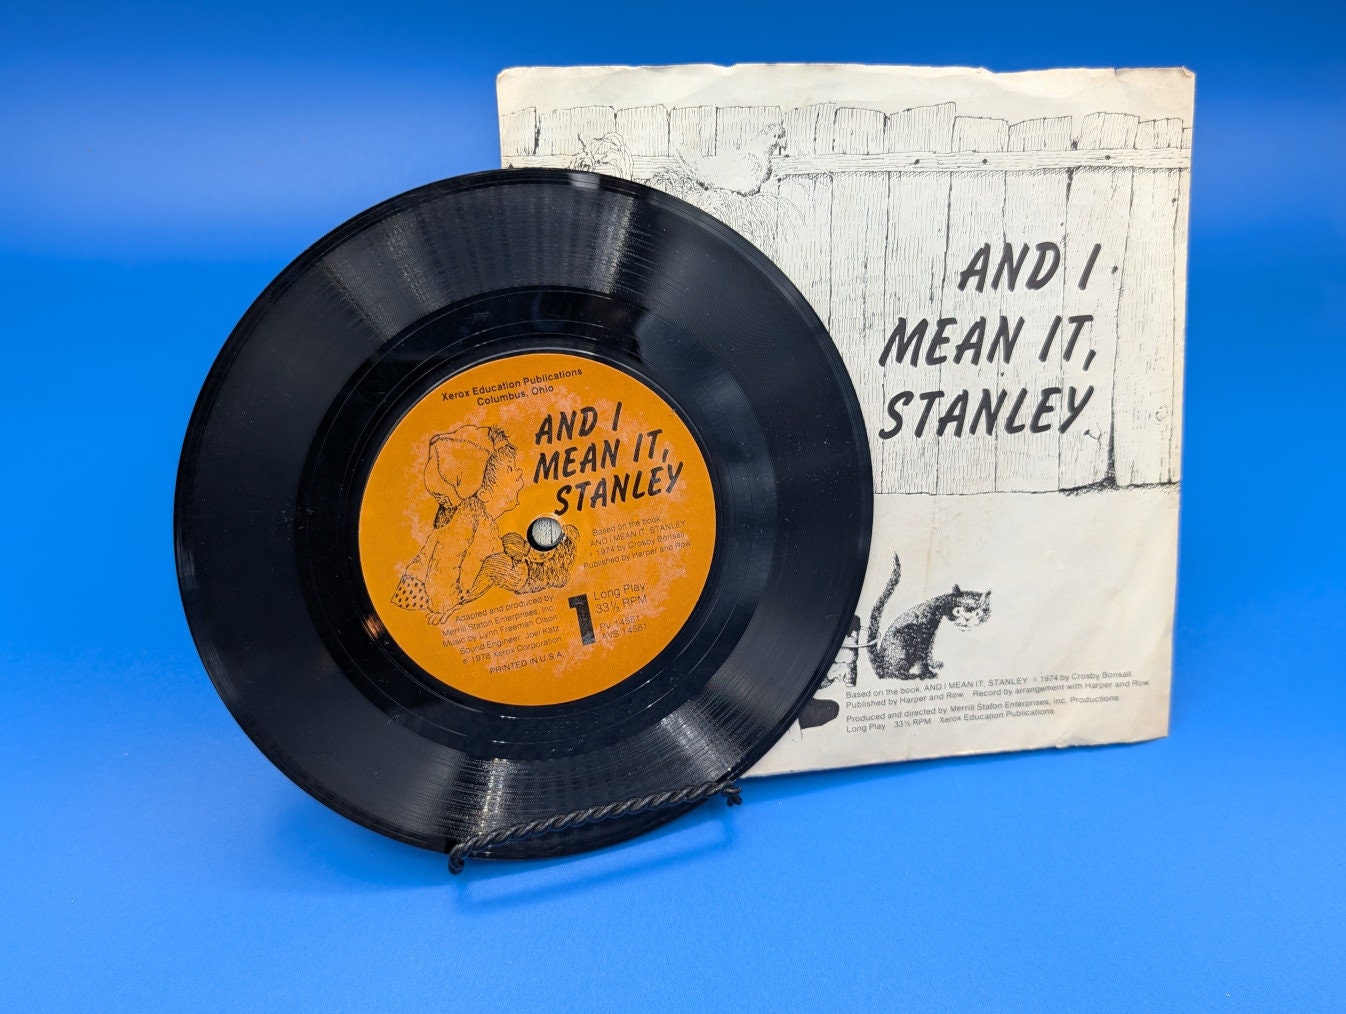 Xerox Education Publications
Columbus, Ohio
AND I
MEAN IT,
STANLEY
Based on the book,
AND I MEAN IT, STANLEY
© 1974 by Crosby Bonsall
Published by Harper and Row
Adapted and produced by
Merrill Staton Enterprises, Inc.
Music by Lynn Freeman Olson
Sound Engineer: Joel Katz
℗ 1978 Xerox Corporation
PRINTED IN U.S.A.
1
Long Play
33⅓ RPM
PV 14581
AVS 14581
AND I
MEAN IT,
STANLEY
Based on the book, AND I MEAN IT, STANLEY © 1974 by Crosby Bonsall
Published by Harper and Row Record by arrangement with Harper and Row
Produced and directed by Merrill Staton Enterprises, Inc. Productions
Long Play 33⅓ RPM Xerox Education Publications